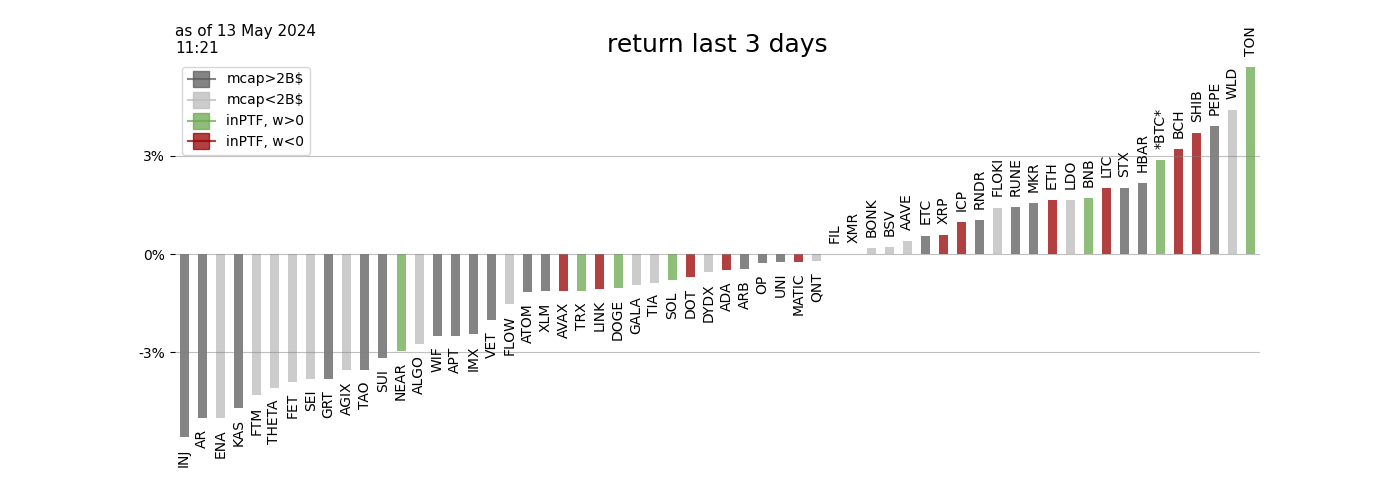 as of 13 May 2024
11:21
return last 3 days
mcap>2B$
mcap<2B$
inPTF, w>0
inPTF, w<0
3%
0%
-3%
INJ
AR
ENA
KAS
FTM
THETA
FET
SEI
GRT
AGIX
TAO
SUI
NEAR
ALGO
WIF
APT
IMX
VET
FLOW
ATOM
XLM
AVAX
TRX
LINK
DOGE
GALA
TIA
SOL
DOT
DYDX
ADA
ARB
OP
UNI
MATIC
QNT
FIL
XMR
BONK
BSV
AAVE
ETC
XRP
ICP
RNDR
FLOKI
RUNE
MKR
ETH
LDO
BNB
LTC
STX
HBAR
*BTC*
BCH
SHIB
PEPE
WLD
TON